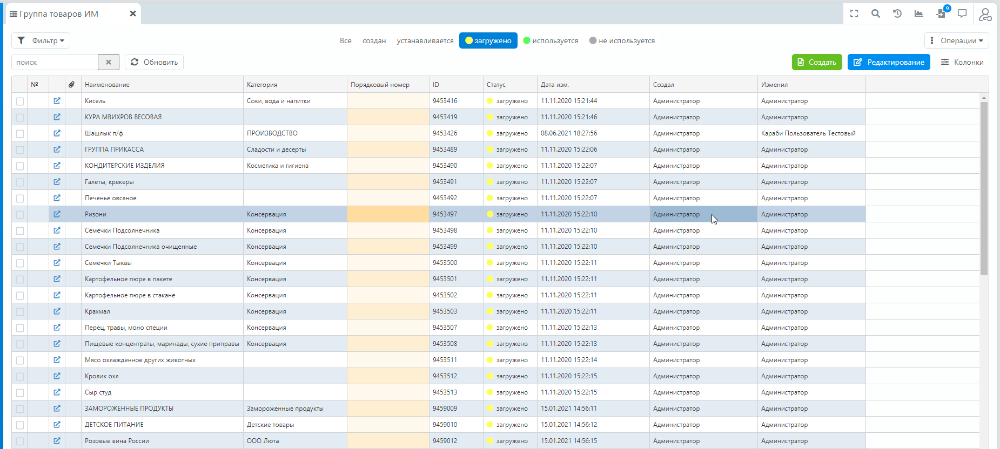 Группа товаров ИМ
9
Фильтр
Все создан устанавливается загружено используется не используется
Операции
поиск
Обновить
Создать
Редактирование
Колонки
№ Наименование Категория Порядковый номер ID Статус Дата изм. Создал Изменил
Кисель Соки, вода и напитки 9453416 загружено 11.11.2020 15:21:44 Администратор Администратор
КУРА МВИХРОВ ВЕСОВАЯ 9453419 загружено 11.11.2020 15:21:46 Администратор Администратор
Шашлык п/ф ПРОИЗВОДСТВО 9453426 загружено 08.06.2021 18:27:56 Администратор Караби Пользователь Тестовый
ГРУППА ПРИКАССА Сладости и десерты 9453489 загружено 11.11.2020 15:22:06 Администратор Администратор
КОНДИТЕРСКИЕ ИЗДЕЛИЯ Косметика и гигиена 9453490 загружено 11.11.2020 15:22:07 Администратор Администратор
Галеты, крекеры 9453491 загружено 11.11.2020 15:22:07 Администратор Администратор
Печенье овсяное 9453492 загружено 11.11.2020 15:22:07 Администратор Администратор
Ризони Консервация 9453497 загружено 11.11.2020 15:22:10 Администратор Администратор
Семечки Подсолнечника Консервация 9453498 загружено 11.11.2020 15:22:10 Администратор Администратор
Семечки Подсолнечника очищенные Консервация 9453499 загружено 11.11.2020 15:22:10 Администратор Администратор
Семечки Тыквы Консервация 9453500 загружено 11.11.2020 15:22:11 Администратор Администратор
Картофельное пюре в пакете Консервация 9453501 загружено 11.11.2020 15:22:11 Администратор Администратор
Картофельное пюре в стакане Консервация 9453502 загружено 11.11.2020 15:22:11 Администратор Администратор
Крахмал Консервация 9453503 загружено 11.11.2020 15:22:11 Администратор Администратор
Перец, травы, моно специи Консервация 9453507 загружено 11.11.2020 15:22:13 Администратор Администратор
Пищевые концентраты, маринады, сухие приправы Консервация 9453508 загружено 11.11.2020 15:22:13 Администратор Администратор
Мясо охлажденное других животных 9453511 загружено 11.11.2020 15:22:14 Администратор Администратор
Кролик охл 9453512 загружено 11.11.2020 15:22:15 Администратор Администратор
Сыр студ 9453513 загружено 11.11.2020 15:22:15 Администратор Администратор
ЗАМОРОЖЕННЫЕ ПРОДУКТЫ Замороженные продукты 9459009 загружено 15.01.2021 14:56:11 Администратор Администратор
ДЕТСКОЕ ПИТАНИЕ Детские товары 9459010 загружено 15.01.2021 14:56:12 Администратор Администратор
Розовые вина России ООО Люта 9459012 загружено 15.01.2021 14:56:15 Администратор Администратор